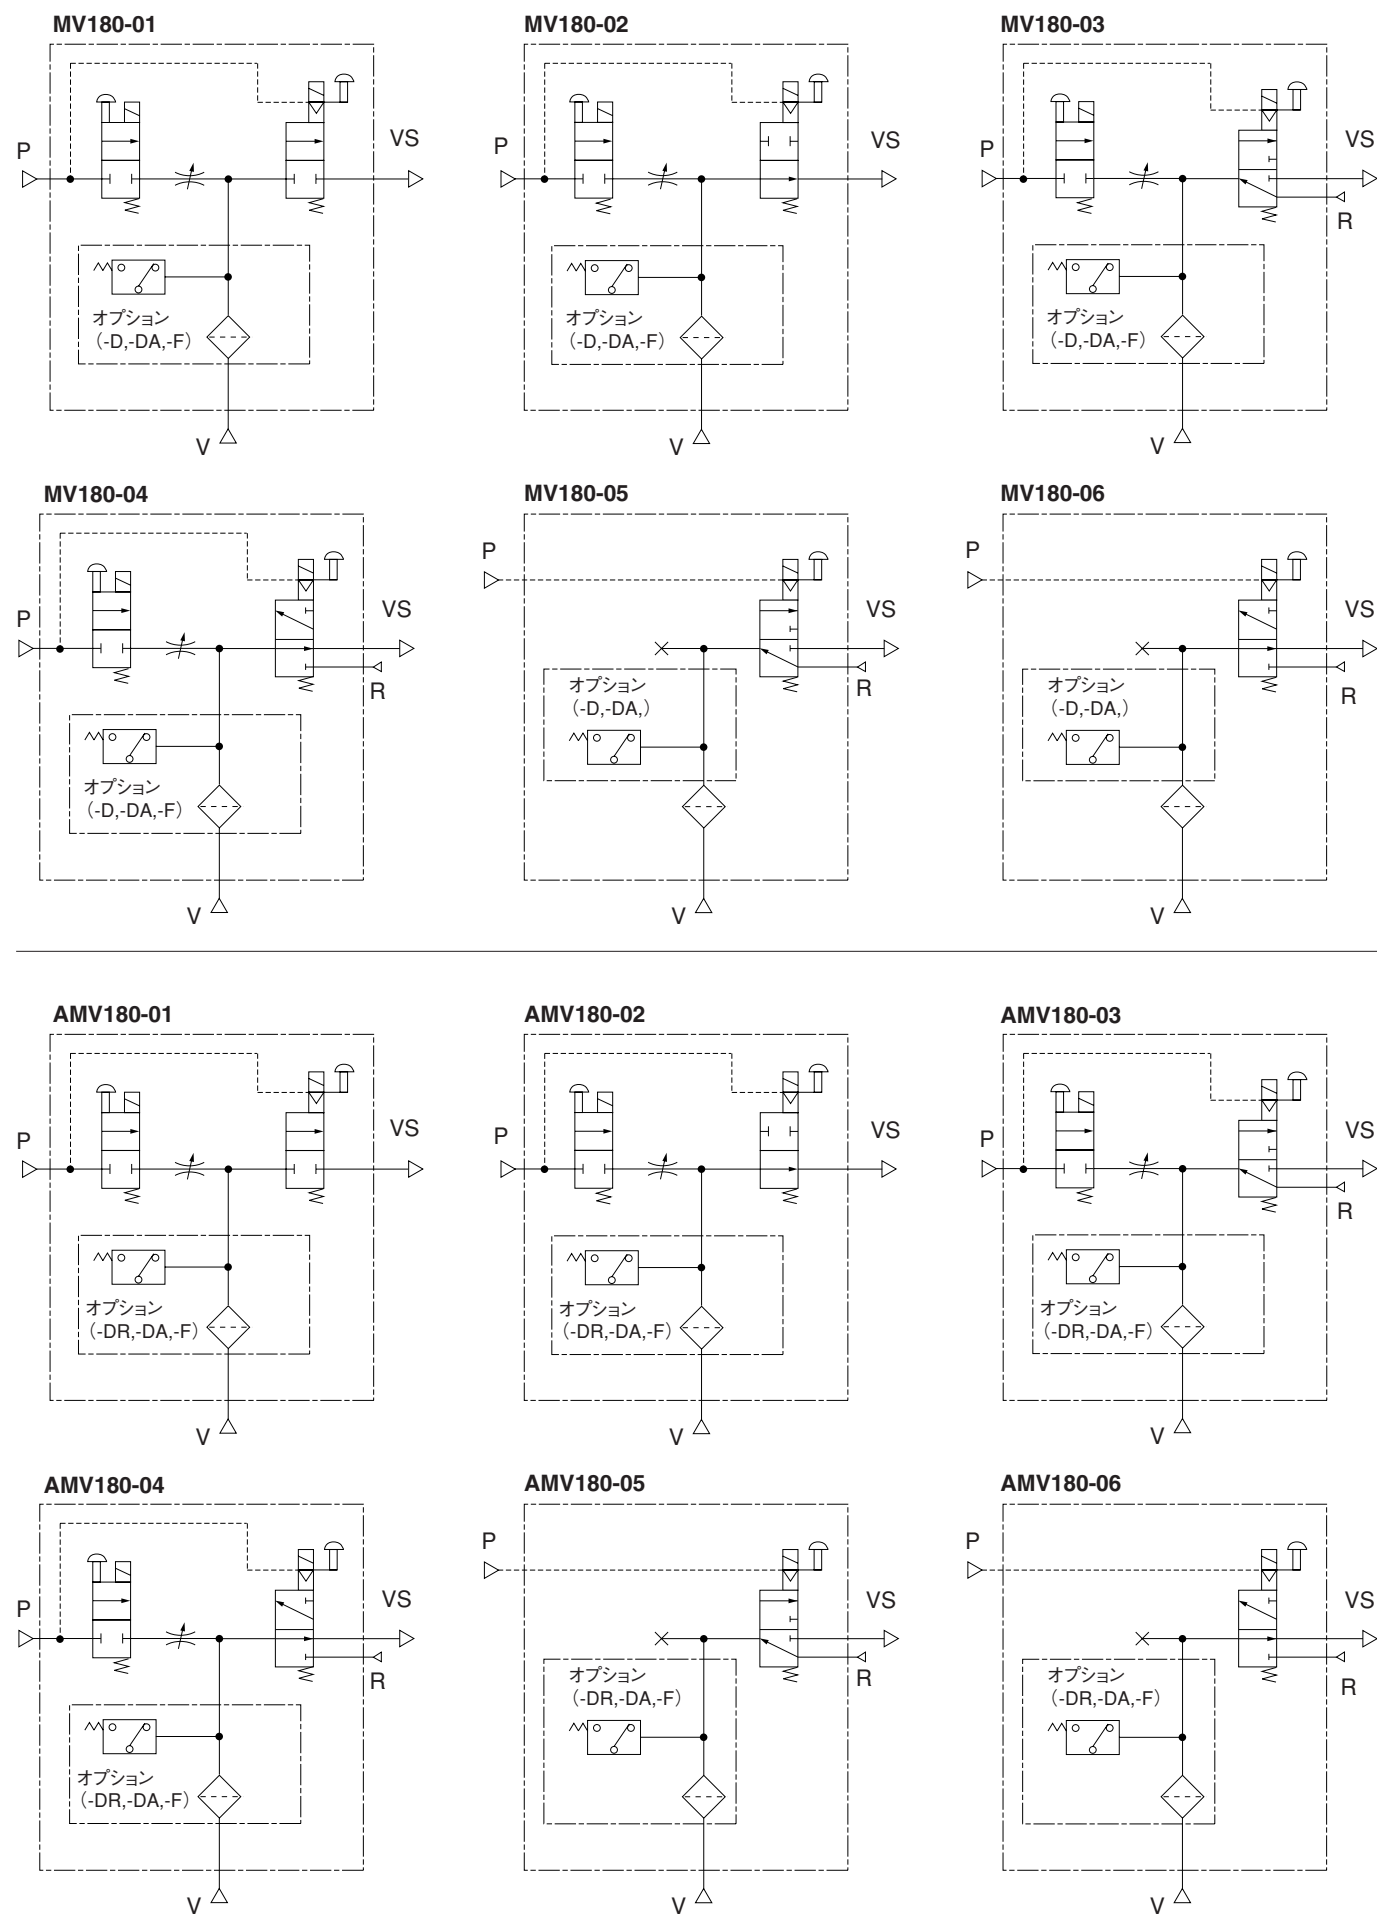 MV180-01
P
VS
オプション
（-D,-DA,-F）
V
MV180-02
P
VS
オプション
（-D,-DA,-F）
V
MV180-03
P
VS
R
オプション
（-D,-DA,-F）
V
MV180-04
P
VS
R
オプション
（-D,-DA,-F）
V
MV180-05
P
VS
R
オプション
（-D,-DA,）
V
MV180-06
P
VS
R
オプション
（-D,-DA,）
V
AMV180-01
P
VS
オプション
（-DR,-DA,-F）
V
AMV180-02
P
VS
オプション
（-DR,-DA,-F）
V
AMV180-03
P
VS
R
オプション
（-DR,-DA,-F）
V
AMV180-04
P
VS
R
オプション
（-DR,-DA,-F）
V
AMV180-05
P
VS
R
オプション
（-DR,-DA,-F）
V
AMV180-06
P
VS
R
オプション
（-DR,-DA,-F）
V